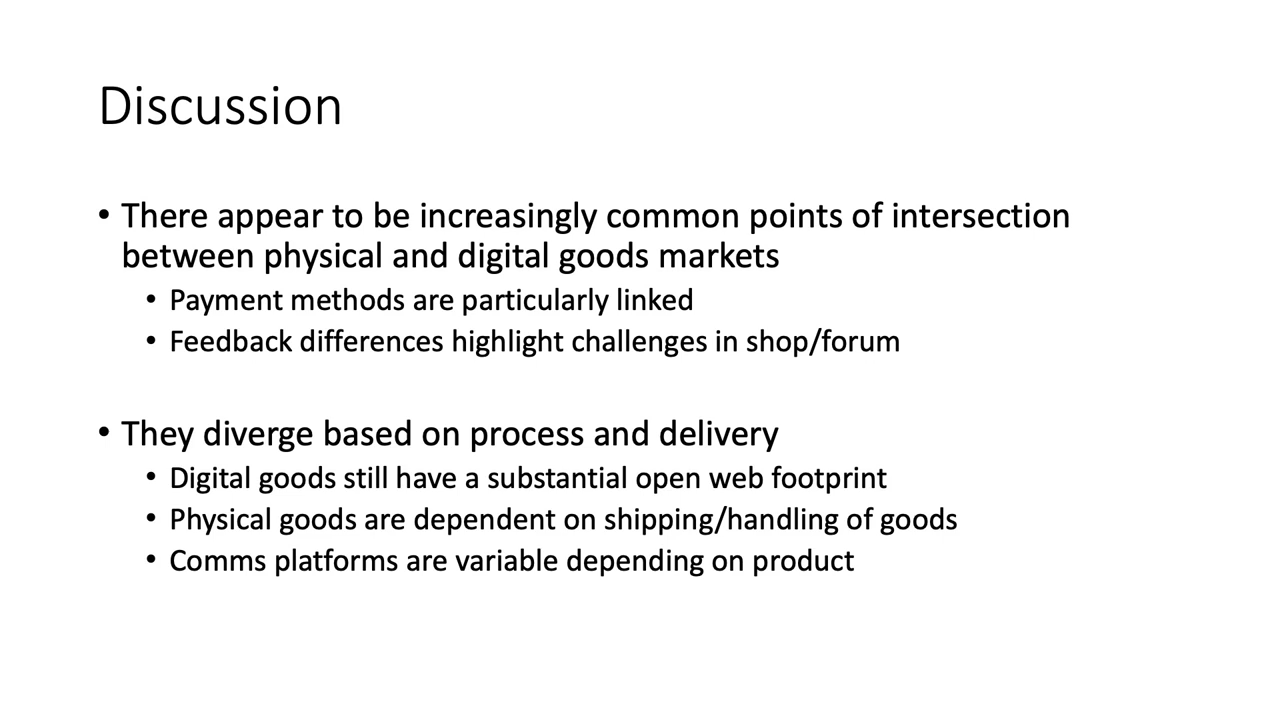 Discussion
• There appear to be increasingly common points of intersection
between physical and digital goods markets
• Payment methods are particularly linked
• Feedback differences highlight challenges in shop/forum
• They diverge based on process and delivery
• Digital goods still have a substantial open web footprint
• Physical goods are dependent on shipping/handling of goods
• Comms platforms are variable depending on product